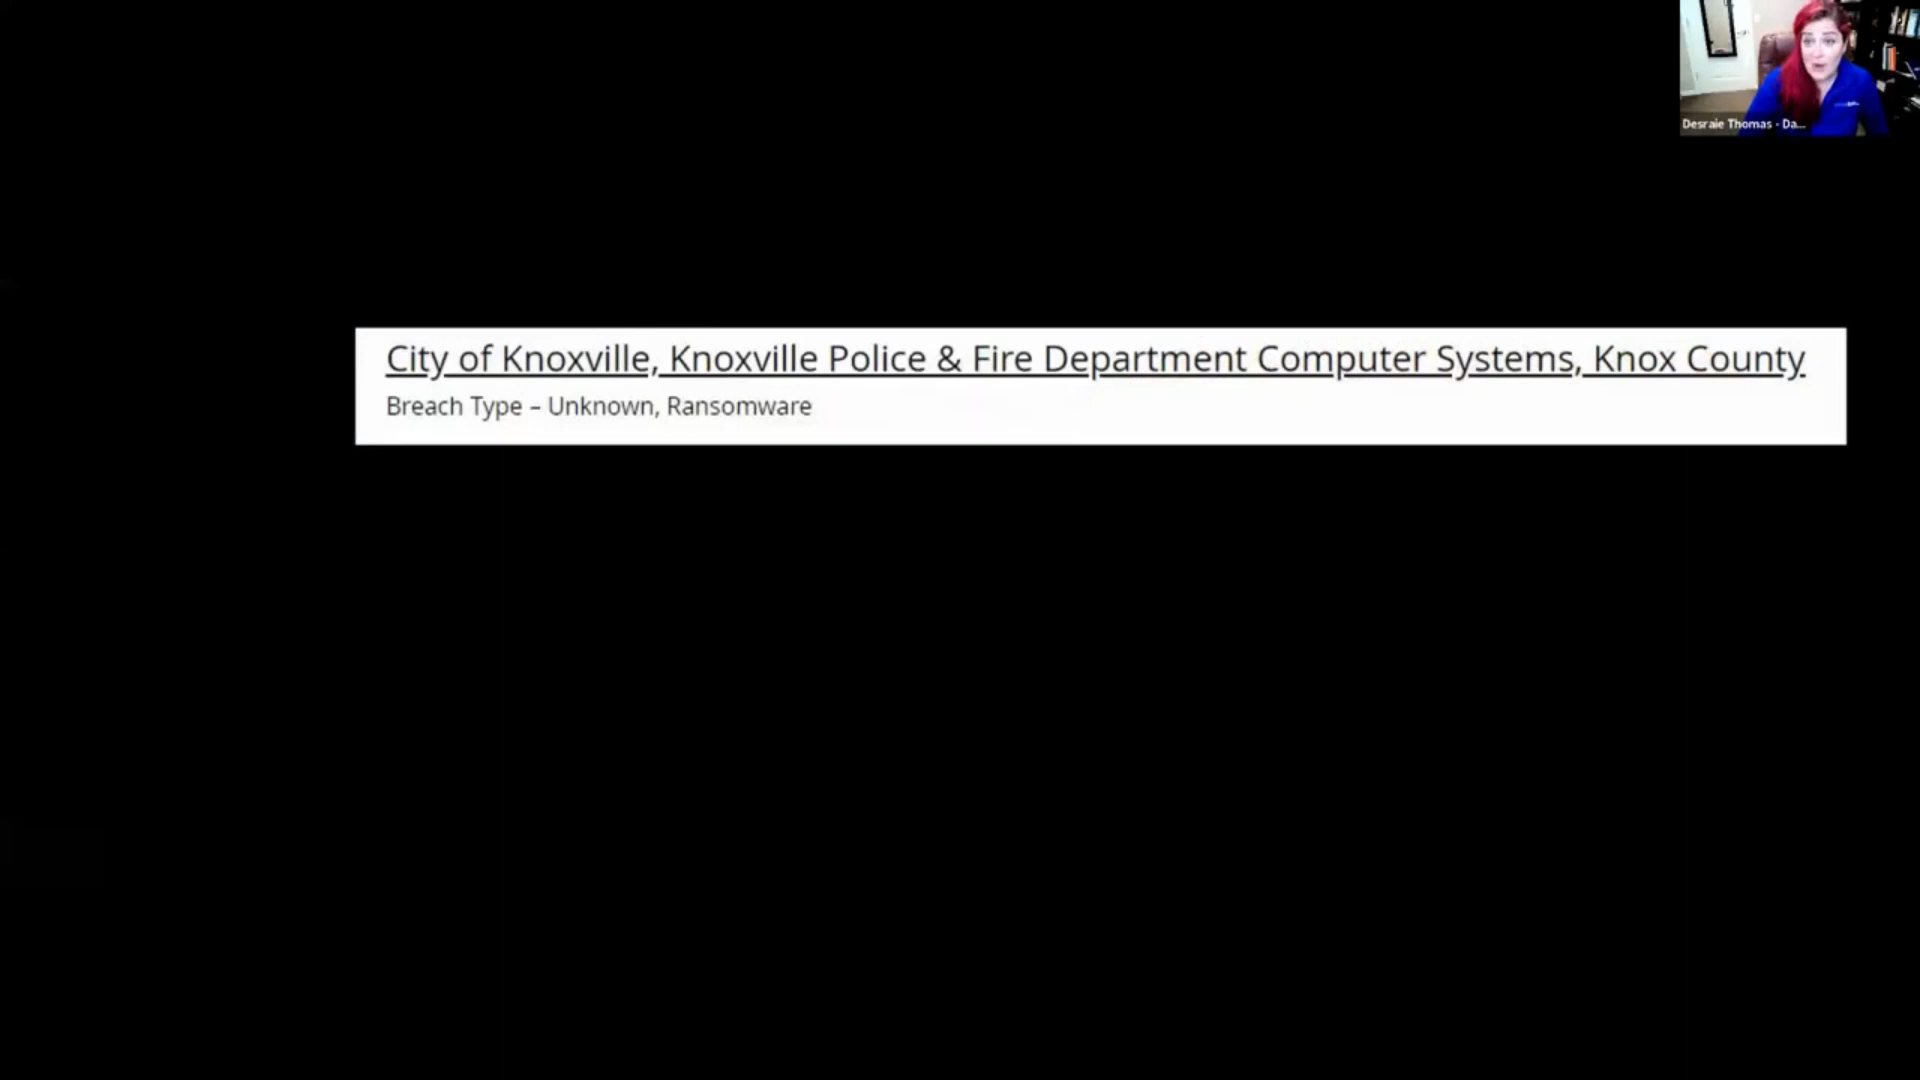 Desraie Thomas - Da...
City of Knoxville, Knoxville Police & Fire Department Computer Systems, Knox County
Breach Type – Unknown, Ransomware